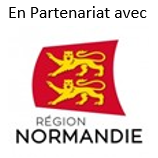 En Partenariat avec
RÉGION
NORMANDIE